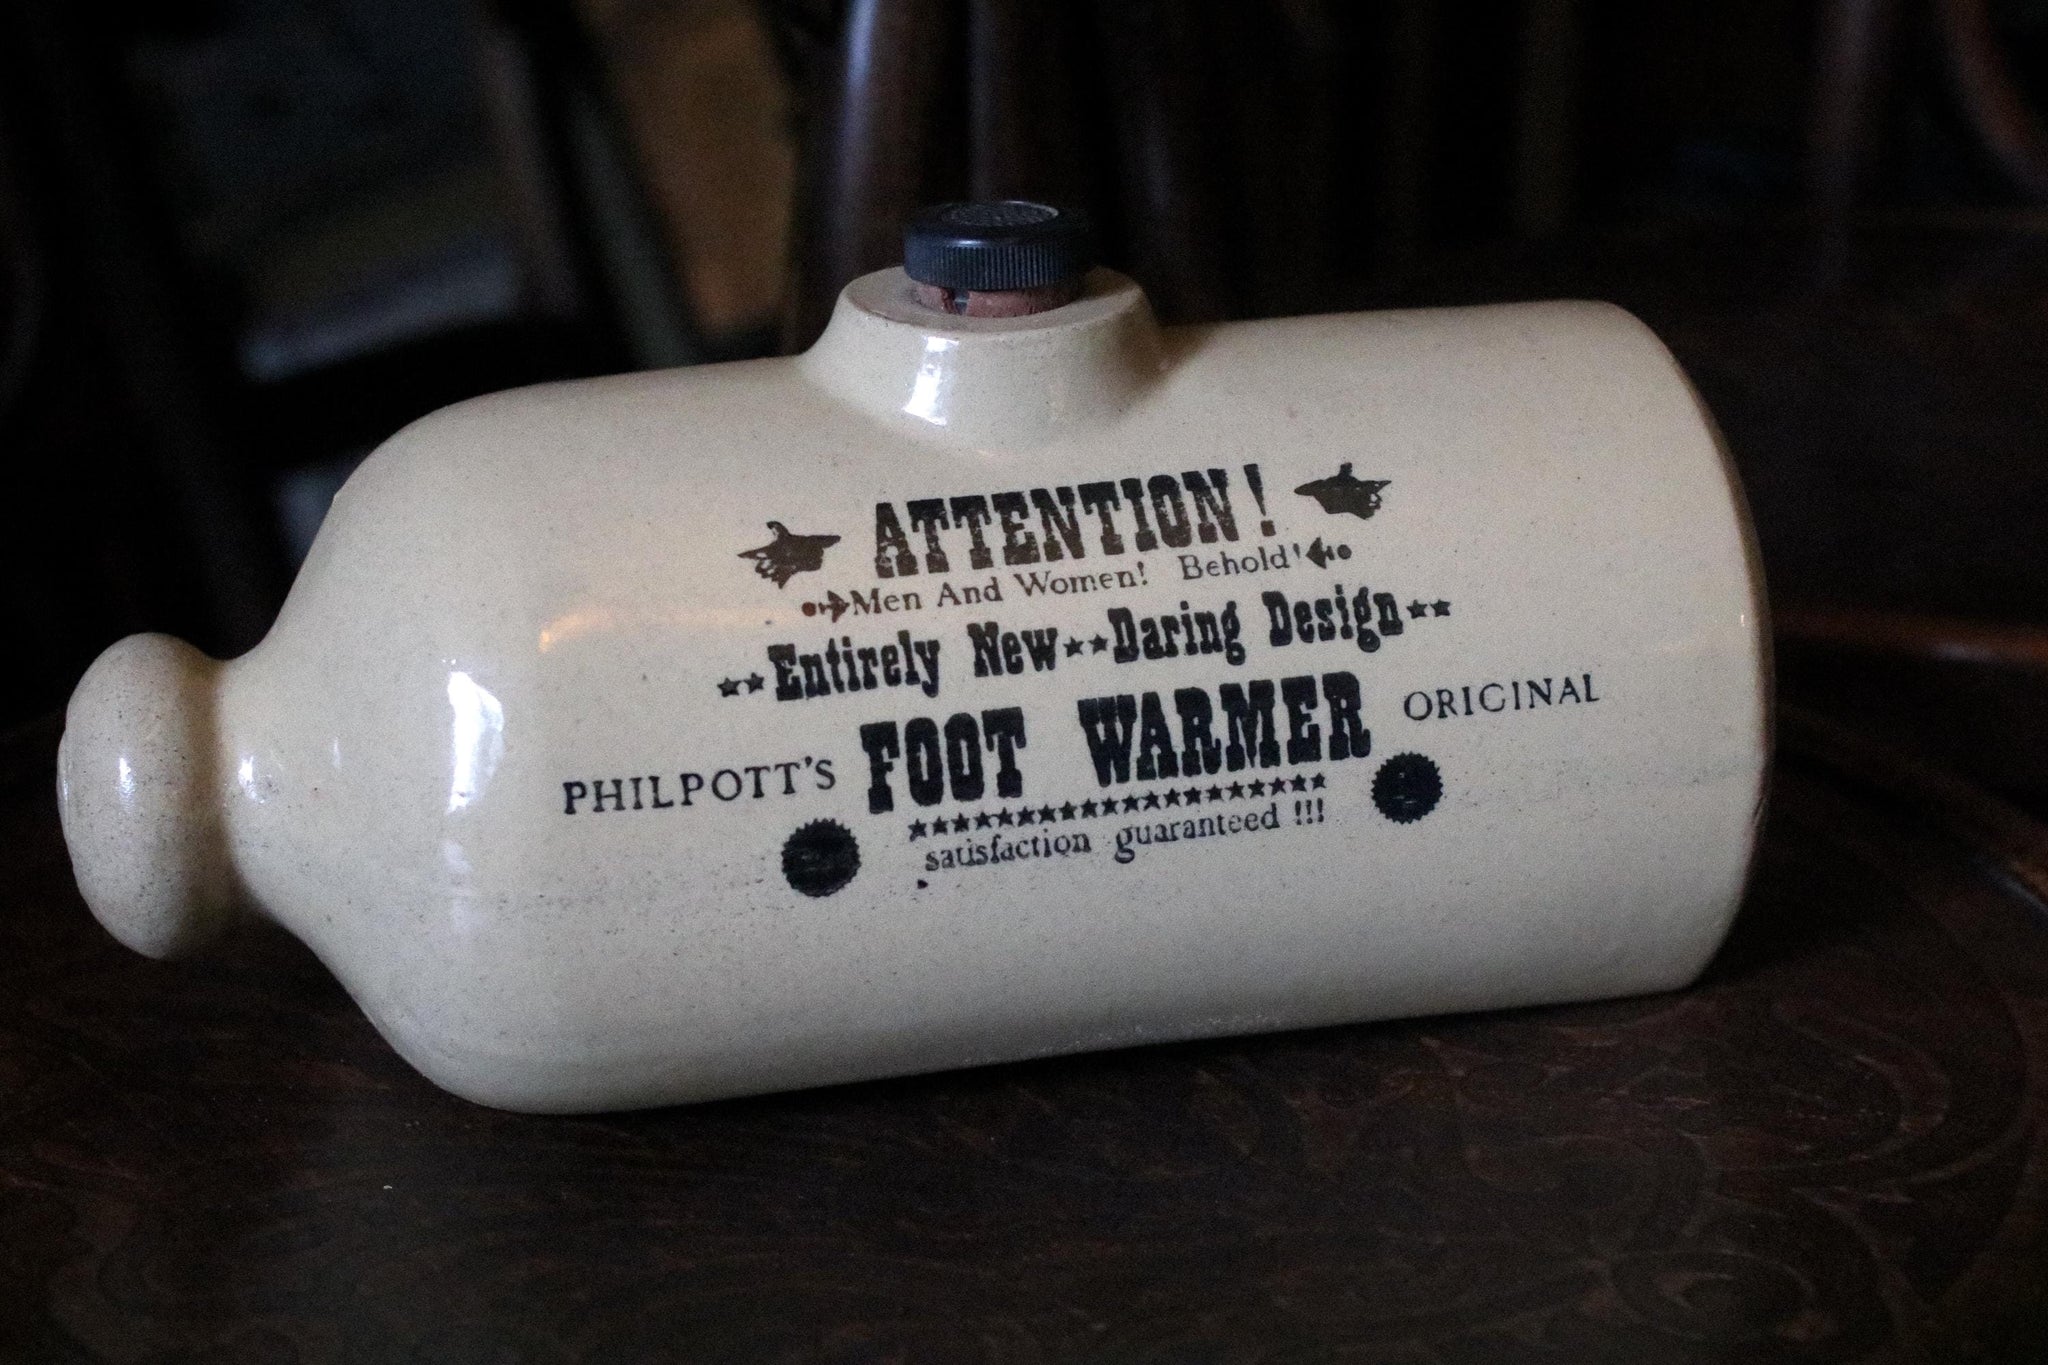 ATTENTION!
Men And Women! Behold!
Entirely New Daring Design
PHILPOTT'S FOOT WARMER ORIGINAL
satisfaction guaranteed !!!